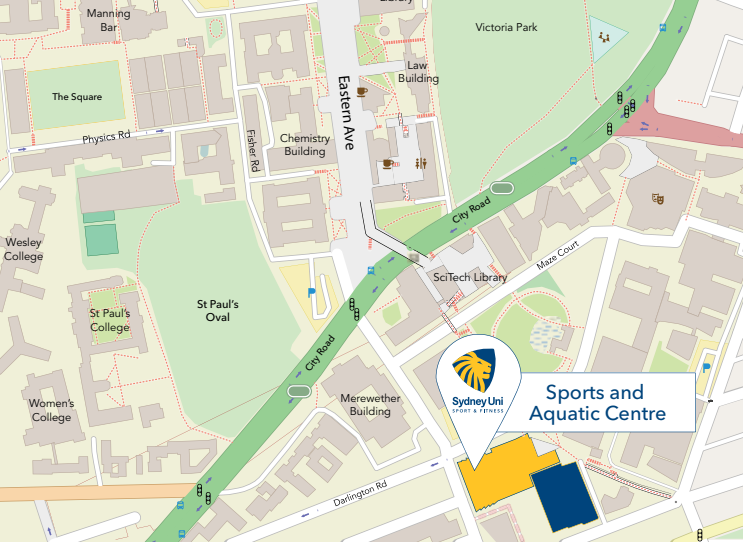 Library
Manning
Bar
Victoria Park
Law
Building
Eastern Ave
The Square
Physics Rd
Fisher Rd
Chemistry
Building
City Road
Wesley
College
Maze Court
SciTech Library
P
St Paul's
College
St Paul's
Oval
City Road
P
Sydney Uni
SPORT & FITNESS
Sports and
Aquatic Centre
Women's
College
Merewether
Building
Darlington Rd